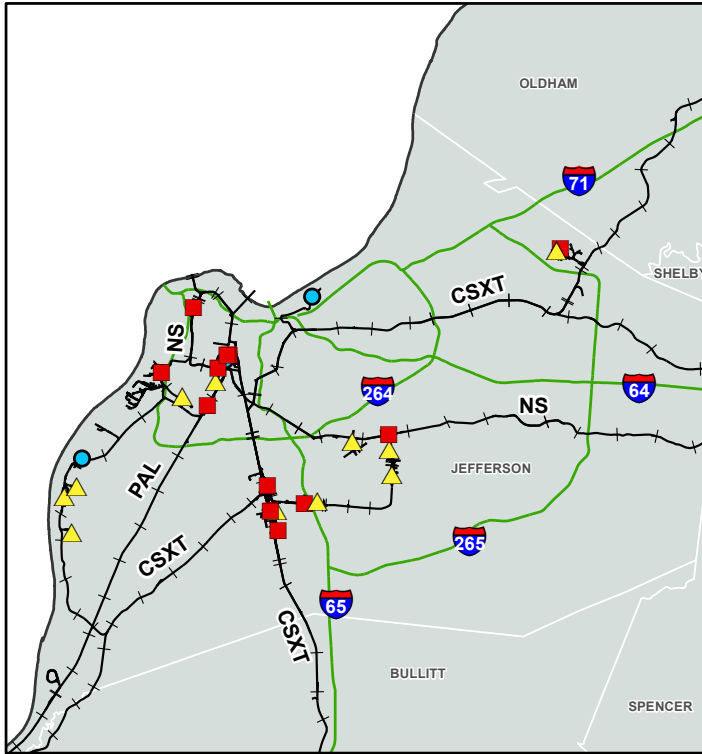 OLDHAM
71
SHELBY
CSXT
NS
264
64
NS
PAL
JEFFERSON
265
CSXT
65
CSXT
BULLITT
SPENCER